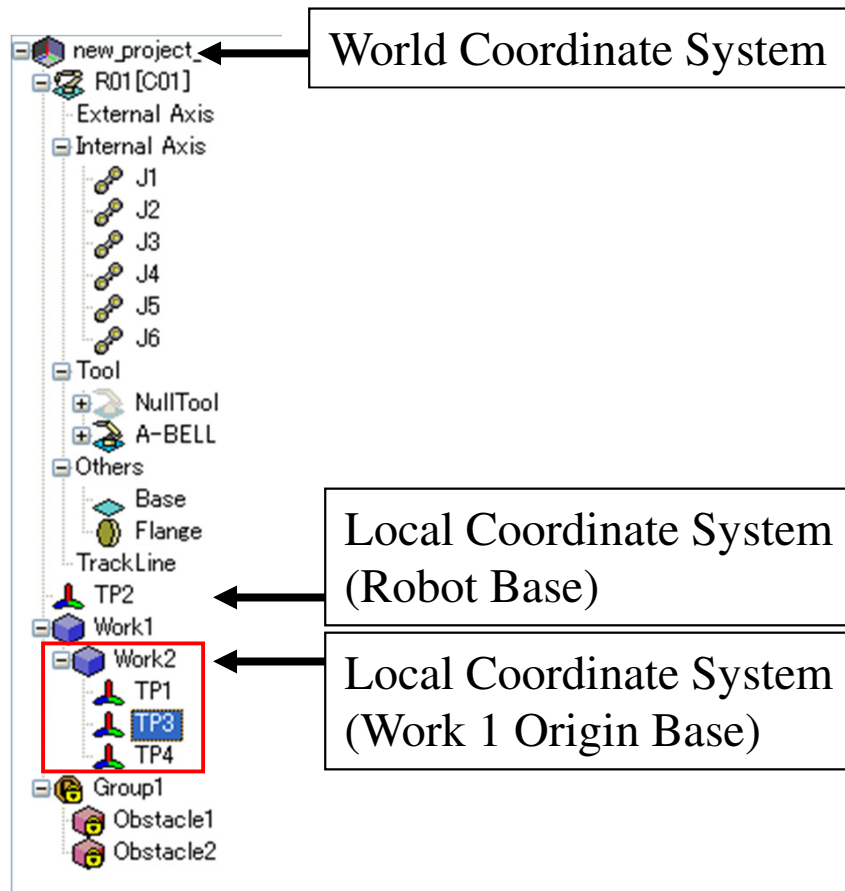 new_project_
World Coordinate System
R01[C01]
External Axis
Internal Axis
J1
J2
J3
J4
J5
J6
Tool
NullTool
A-BELL
Others
Base
Flange
TrackLine
Local Coordinate System
(Robot Base)
TP2
Work1
Work2
Local Coordinate System
(Work 1 Origin Base)
TP1
TP3
TP4
Group1
Obstacle1
Obstacle2